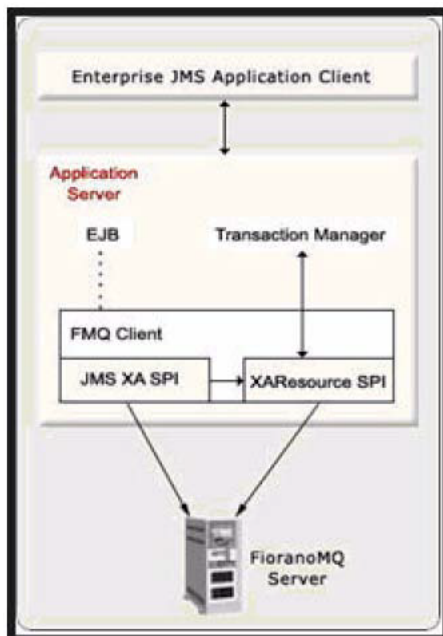 Enterprise JMS Application Client
Application
Server
EJB
Transaction Manager
FMQ Client
JMS XA SPI
XAResource SPI
FioranoMQ
Server